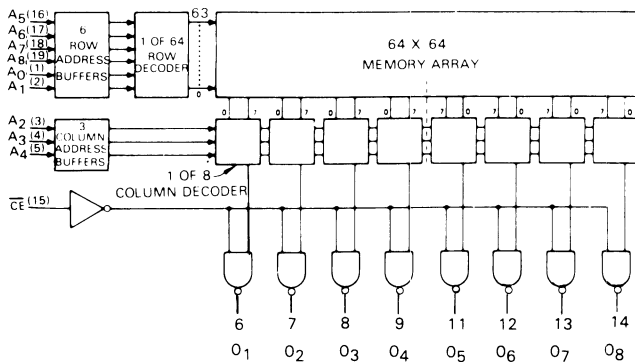 A5(16)
A6(17)
A7(18)
A8(19)
A0(1)
A1(2)
6
ROW
ADDRESS
BUFFERS
1 OF 64
ROW
DECODER
63
0
64 X 64
MEMORY ARRAY
0 7 0 7 0 7 0 7 7 0 7 0 7 0 7 0
A2(3)
A3(4)
A4(5)
3
COLUMN
ADDRESS
BUFFERS
1 OF 8
COLUMN DECODER
CE(15)
6 7 8 9 11 12 13 14
O1 O2 O3 O4 O5 O6 O7 O8